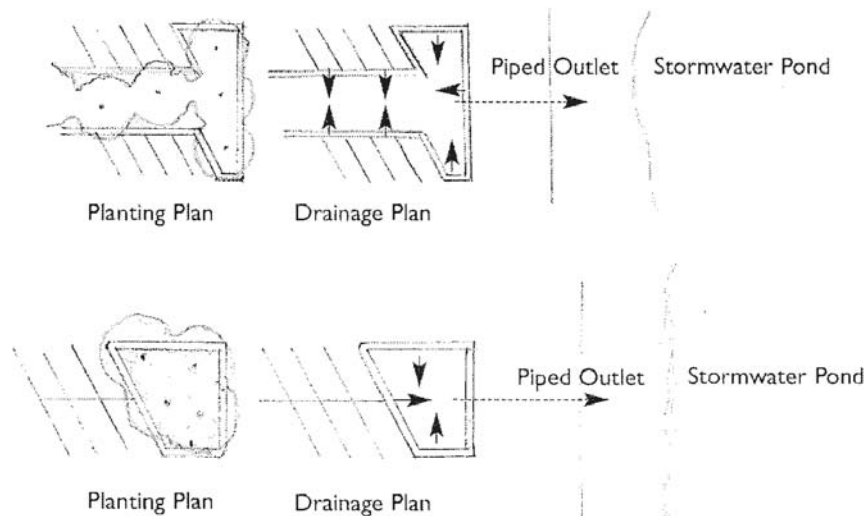 Piped Outlet Stormwater Pond
Planting Plan Drainage Plan
Piped Outlet Stormwater Pond
Planting Plan Drainage Plan